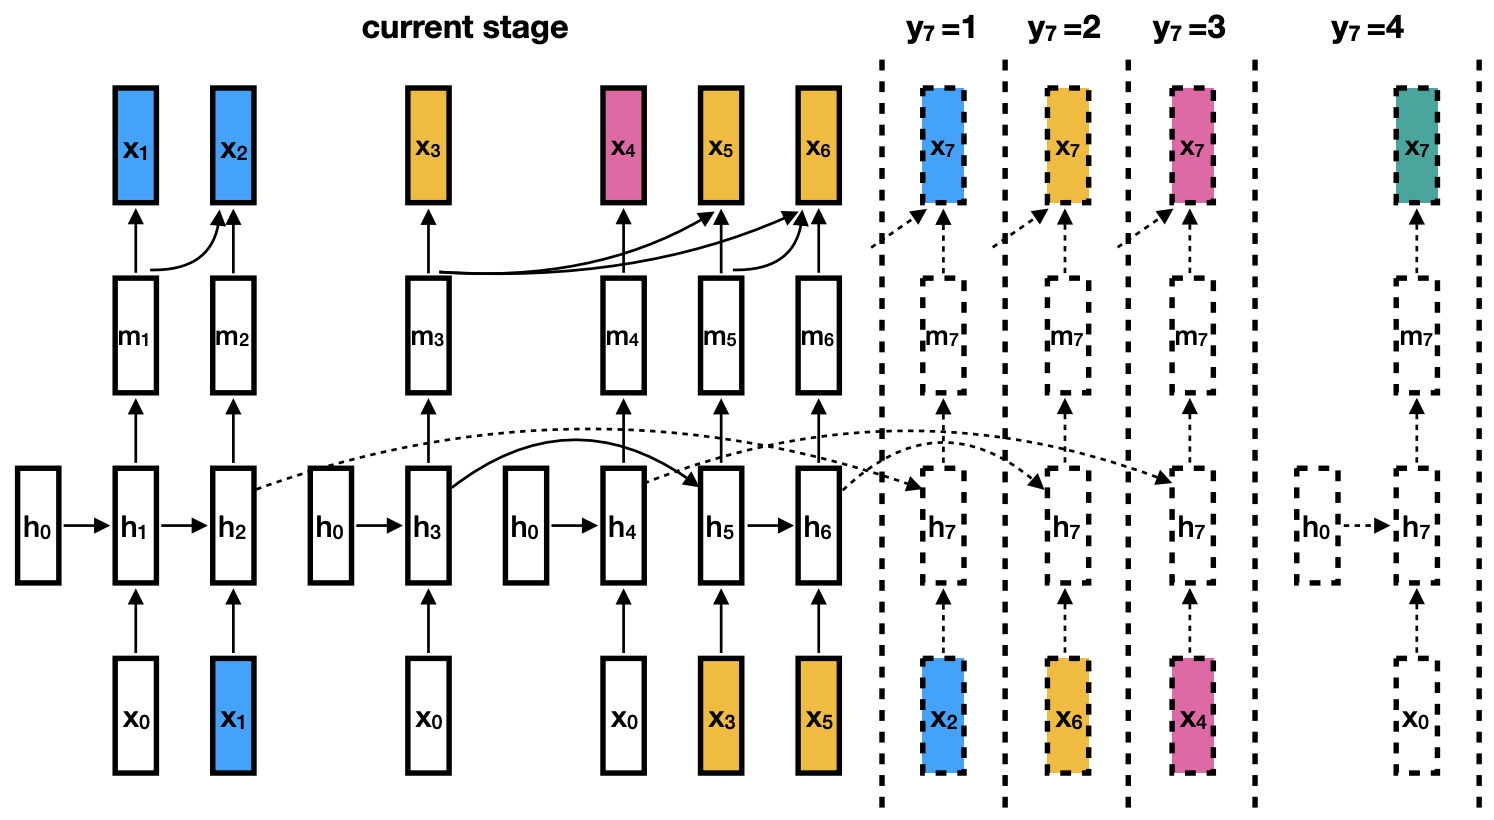 current stage y₇ =1 y₇ =2 y₇ =3 y₇ =4
x₁ x₂ x₃ x₄ x₅ x₆ x₇ x₇ x₇ x₇
m₁ m₂ m₃ m₄ m₅ m₆ m₇ m₇ m₇ m₇
h₀ h₁ h₂ h₀ h₃ h₀ h₄ h₅ h₆ h₇ h₇ h₇ h₀ h₇
x₀ x₁ x₀ x₀ x₃ x₅ x₂ x₆ x₄ x₀